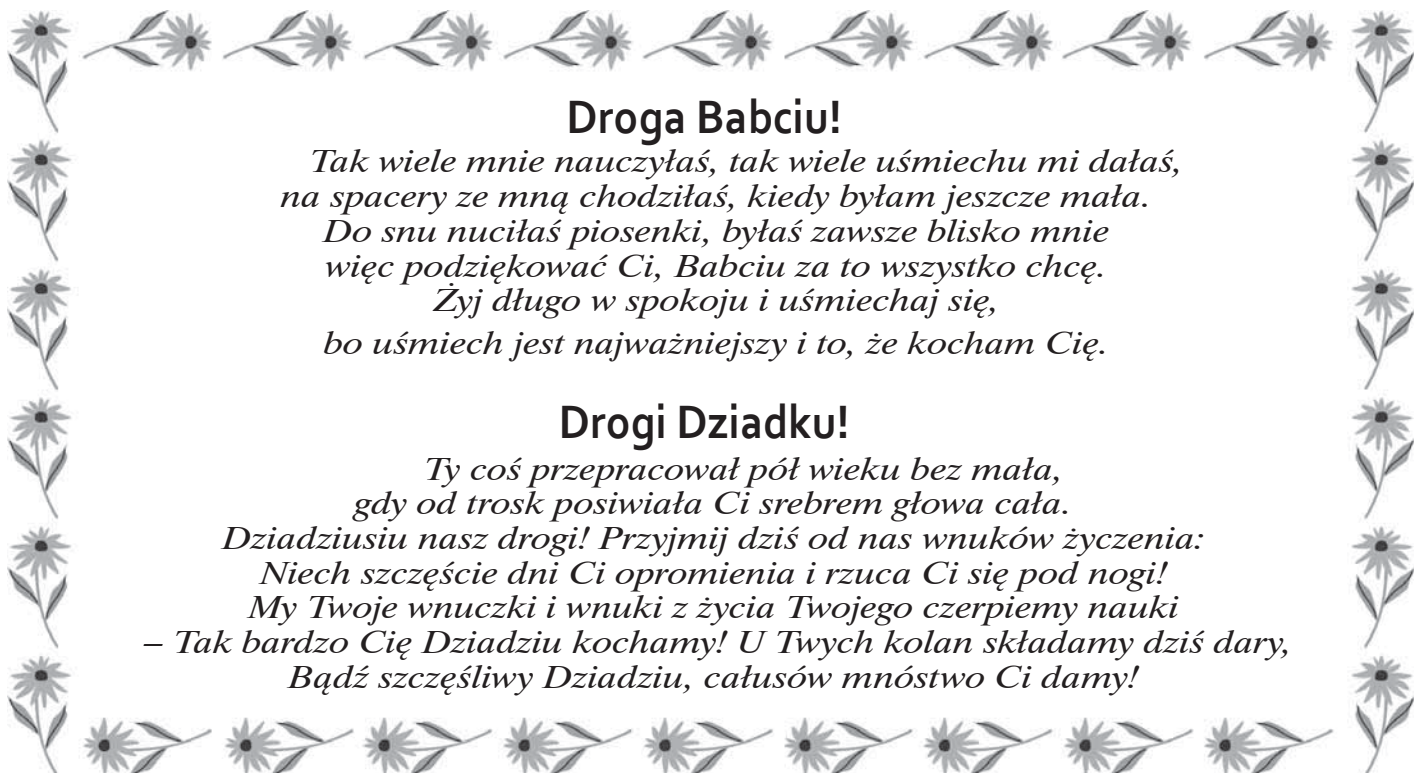 Droga Babciu!
Tak wiele mnie nauczyłaś, tak wiele uśmiechu mi dałaś,
na spacery ze mną chodziłaś, kiedy byłam jeszcze mała.
Do snu nuciłaś piosenki, byłaś zawsze blisko mnie
więc podziękować Ci, Babciu za to wszystko chcę.
Żyj długo w spokoju i uśmiechaj się,
bo uśmiech jest najważniejszy i to, że kocham Cię.
Drogi Dziadku!
Ty coś przepracował pół wieku bez mała,
gdy od trosk posiwiała Ci srebrem głowa cała.
Dziadziusiu nasz drogi! Przyjmij dziś od nas wnuków życzenia:
Niech szczęście dni Ci opromienia i rzuca Ci się pod nogi!
My Twoje wnuczki i wnuki z życia Twojego czerpiemy nauki
– Tak bardzo Cię Dziadziu kochamy! U Twych kolan składamy dziś dary,
Bądź szczęśliwy Dziadziu, całusów mnóstwo Ci damy!